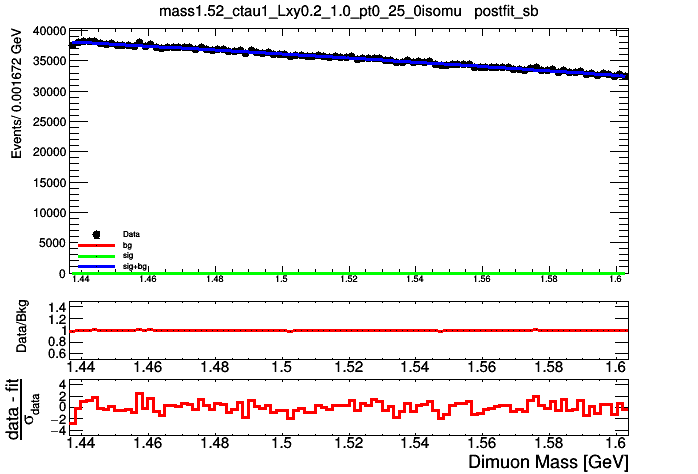 mass1.52_ctau1_Lxy0.2_1.0_pt0_25_0isomu postfit_sb
Events/ 0.001672 GeV
40000
35000
30000
25000
20000
15000
10000
5000
0
Data
bg
sig
sig+bg
1.44 1.46 1.48 1.5 1.52 1.54 1.56 1.58 1.6
Data/Bkg
1.4
1.2
1
0.8
0.6
1.44 1.46 1.48 1.5 1.52 1.54 1.56 1.58 1.6
data - fit
σdata
4
2
0
−2
−4
1.44 1.46 1.48 1.5 1.52 1.54 1.56 1.58 1.6
Dimuon Mass [GeV]